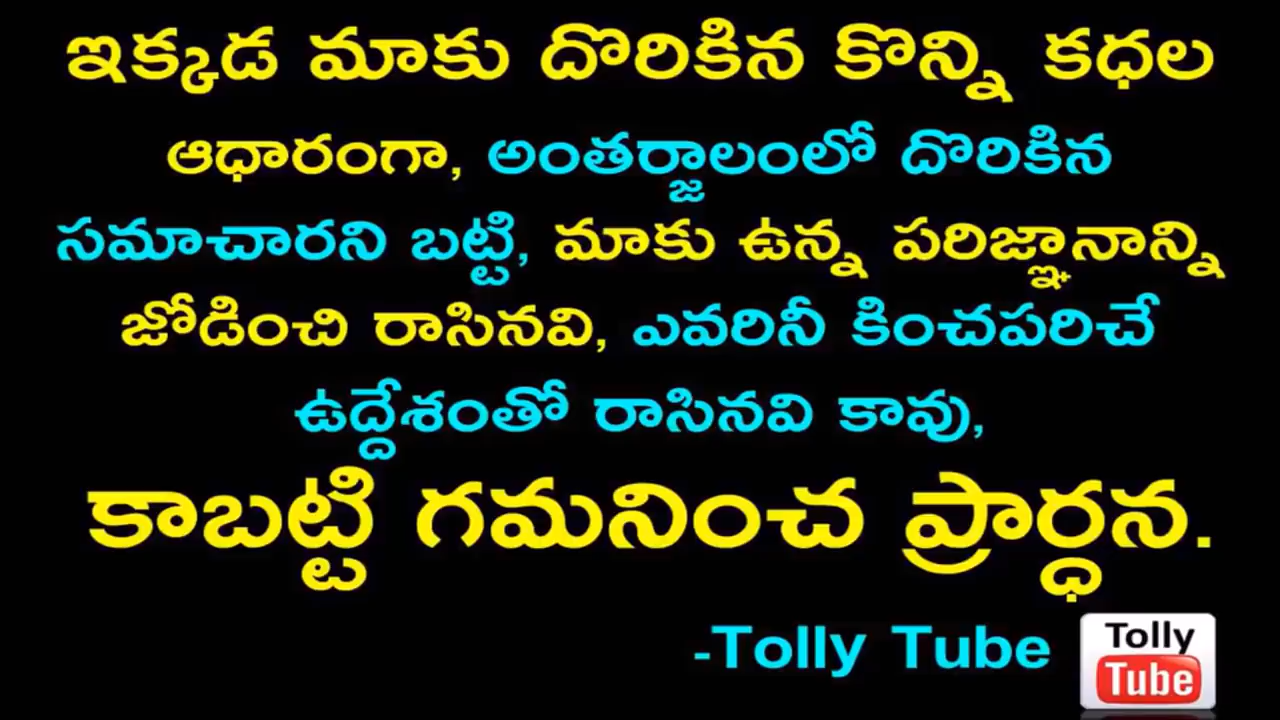 ఇక్కడ మాకు దొరికిన కొన్ని కధల
ఆధారంగా, అంతర్జాలంలో దొరికిన
సమాచారని బట్టి, మాకు ఉన్న పరిజ్ఞానాన్ని
జోడించి రాసినవి, ఎవరినీ కించపరిచే
ఉద్దేశంతో రాసినవి కావు,
కాబట్టి గమనించ ప్రార్ధన.
-Tolly Tube
Tolly
Tube